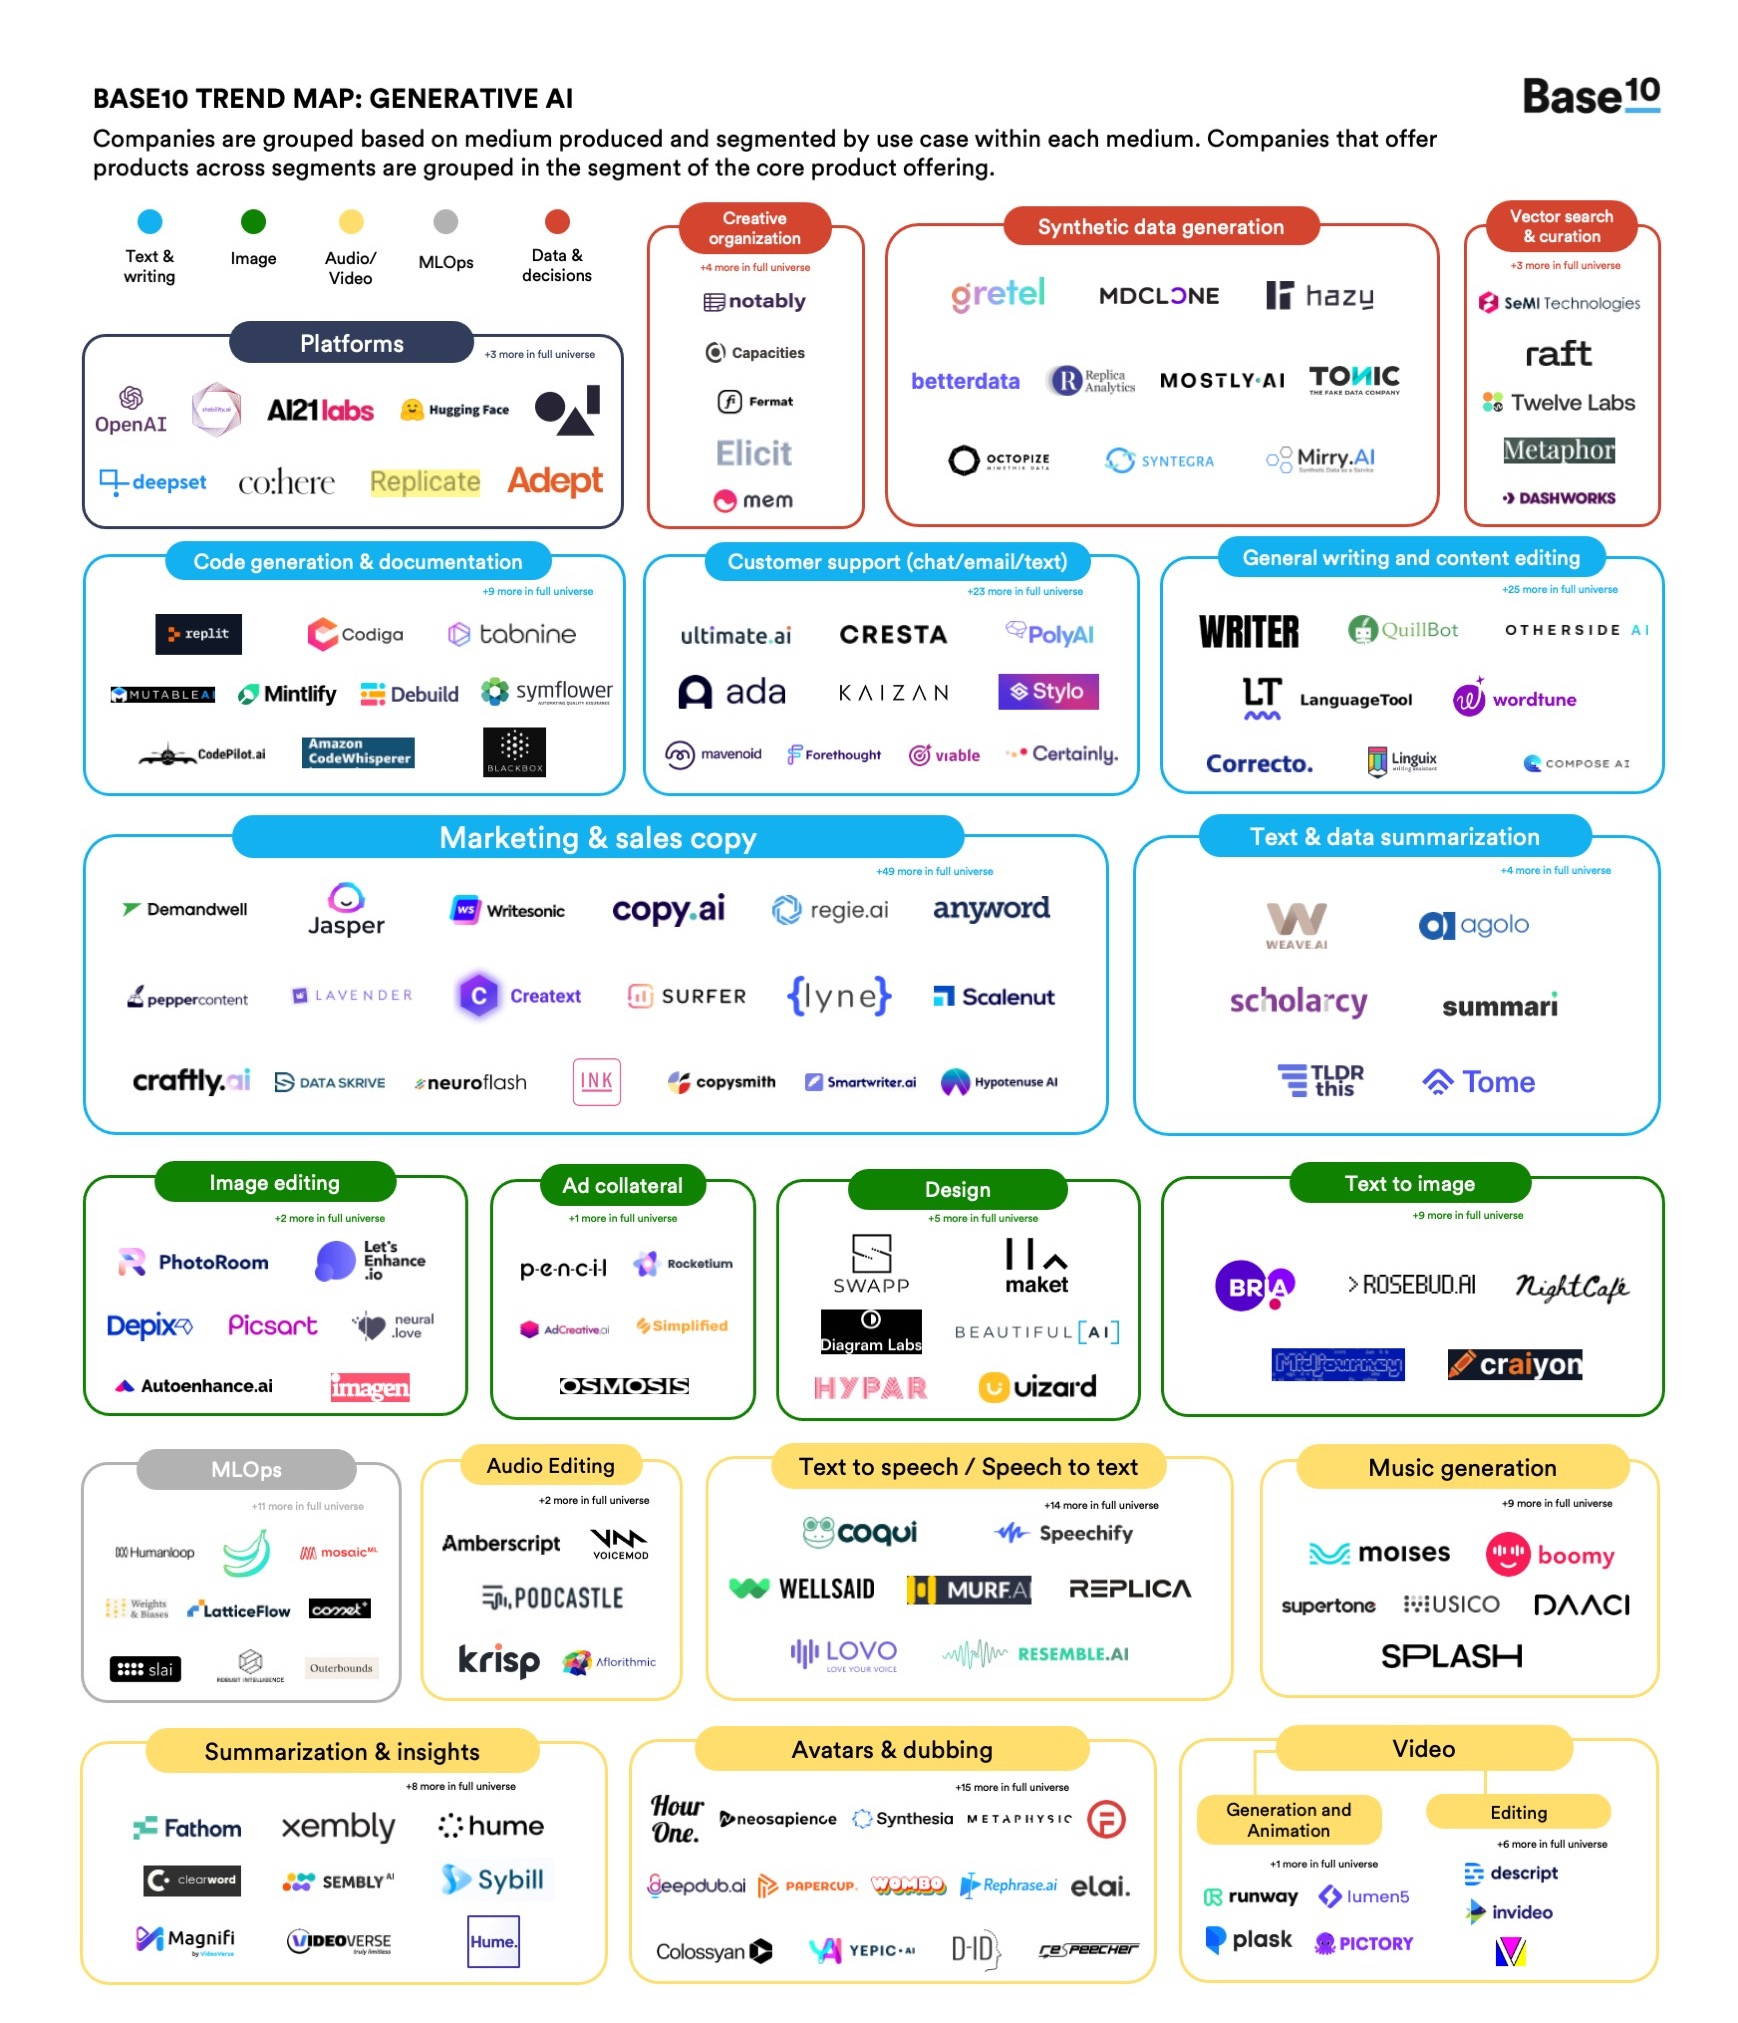 BASE10 TREND MAP: GENERATIVE AI
Base10
Companies are grouped based on medium produced and segmented by use case within each medium. Companies that offer
products across segments are grouped in the segment of the core product offering.
Text &
writing
Image
Audio/
Video
MLOps
Data &
decisions
Platforms
+3 more in full universe
OpenAI
stability.ai
AI21labs
Hugging Face
deepset
co:here
Replicate
Adept
Creative
organization
+4 more in full universe
notably
Capacities
Fermat
Elicit
mem
Synthetic data generation
gretel
MDCLONE
hazy
betterdata
Replica
Analytics
MOSTLY·AI
TONIC
THE FAKE DATA COMPANY
OCTOPIZE
MIMETHIK DATA
SYNTEGRA
Mirry.AI
Synthetic Data as a Service
Vector search
& curation
+3 more in full universe
SeMI Technologies
raft
Twelve Labs
Metaphor
DASHWORKS
Code generation & documentation
+9 more in full universe
replit
Codiga
tabnine
MUTABLEAI
Mintlify
Debuild
symflower
AUTOMATING QUALITY ASSURANCE
CodePilot.ai
Amazon
CodeWhisperer
BLACKBOX
Customer support (chat/email/text)
+23 more in full universe
ultimate.ai
CRESTA
PolyAI
ada
KAIZAN
Stylo
mavenoid
Forethought
viable
Certainly.
General writing and content editing
+25 more in full universe
WRITER
QuillBot
OTHERSIDE AI
LT
LanguageTool
wordtune
Correcto.
Linguix
writing assistant
COMPOSE AI
Marketing & sales copy
+49 more in full universe
Demandwell
Jasper
WS
Writesonic
copy.ai
regie.ai
anyword
peppercontent
LAVENDER
C
Creatext
SURFER
{lyne}
Scalenut
craftly.ai
DATA SKRIVE
neuroflash
INK
copysmith
Smartwriter.ai
Hypotenuse AI
Text & data summarization
+4 more in full universe
WEAVE.AI
agolo
scholarcy
summari
TLDR
this
Tome
Image editing
+2 more in full universe
PhotoRoom
Let's
Enhance
.io
Depix
Picsart
neural
.love
Autoenhance.ai
imagen
Ad collateral
+1 more in full universe
p-e-n-c-i-l
Rocketium
AdCreative.ai
Simplified
OSMOSIS
Design
+5 more in full universe
SWAPP
maket
Diagram Labs
BEAUTIFUL[AI]
HYPAR
uizard
Text to image
+9 more in full universe
BRIA
>ROSEBUD.AI
NightCafé
Midjourney
craiyon
MLOps
+11 more in full universe
Humanloop
mosaicML
Weights
& Biases
LatticeFlow
comet
slai
ROBUST INTELLIGENCE
Outerbounds
Audio Editing
+2 more in full universe
Amberscript
VOICEMOD
PODCASTLE
krisp
Aflorithmic
Text to speech / Speech to text
+14 more in full universe
coqui
Speechify
WELLSAID
MURF.AI
REPLICA
LOVO
LOVE YOUR VOICE
RESEMBLE.AI
Music generation
+9 more in full universe
moises
boomy
supertone
MUSICO
DAACI
SPLASH
Summarization & insights
+8 more in full universe
Fathom
xembly
hume
clearword
SEMBLY AI
Sybill
Magnifi
by VideoVerse
VIDEOVERSE
truly limitless
Hume.
Avatars & dubbing
+15 more in full universe
Hour
One.
neosapience
Synthesia
METAPHYSIC
deepdub.ai
PAPERCUP.
WOMBO
Rephrase.ai
elai.
Colossyan
YEPIC·AI
D-ID
reSPEECHER
Video
Generation and
Animation
+1 more in full universe
runway
lumen5
plask
PICTORY
Editing
+6 more in full universe
descript
invideo